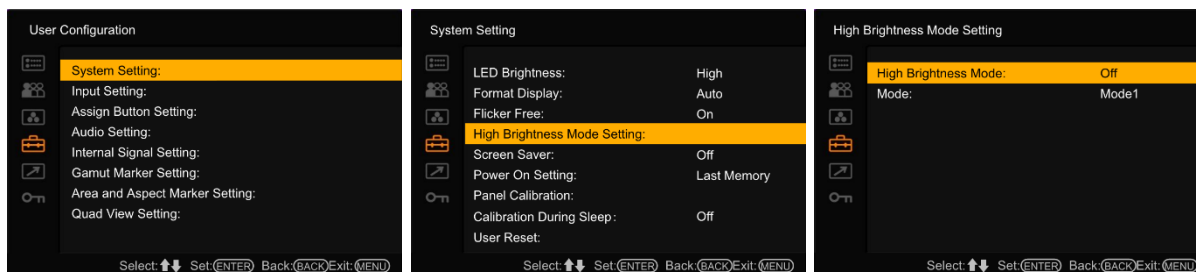 User Configuration
System Setting:
Input Setting:
Assign Button Setting:
Audio Setting:
Internal Signal Setting:
Gamut Marker Setting:
Area and Aspect Marker Setting:
Quad View Setting:
Select:⬆⬇ Set:(ENTER) Back:(BACK)Exit:(MENU)
System Setting
LED Brightness: High
Format Display: Auto
Flicker Free: On
High Brightness Mode Setting:
Screen Saver: Off
Power On Setting: Last Memory
Panel Calibration:
Calibration During Sleep: Off
User Reset:
Select:⬆⬇ Set:(ENTER) Back:(BACK)Exit:(MENU)
High Brightness Mode Setting
High Brightness Mode: Off
Mode: Mode1
Select:⬆⬇ Set:(ENTER) Back:(BACK)Exit:(MENU)